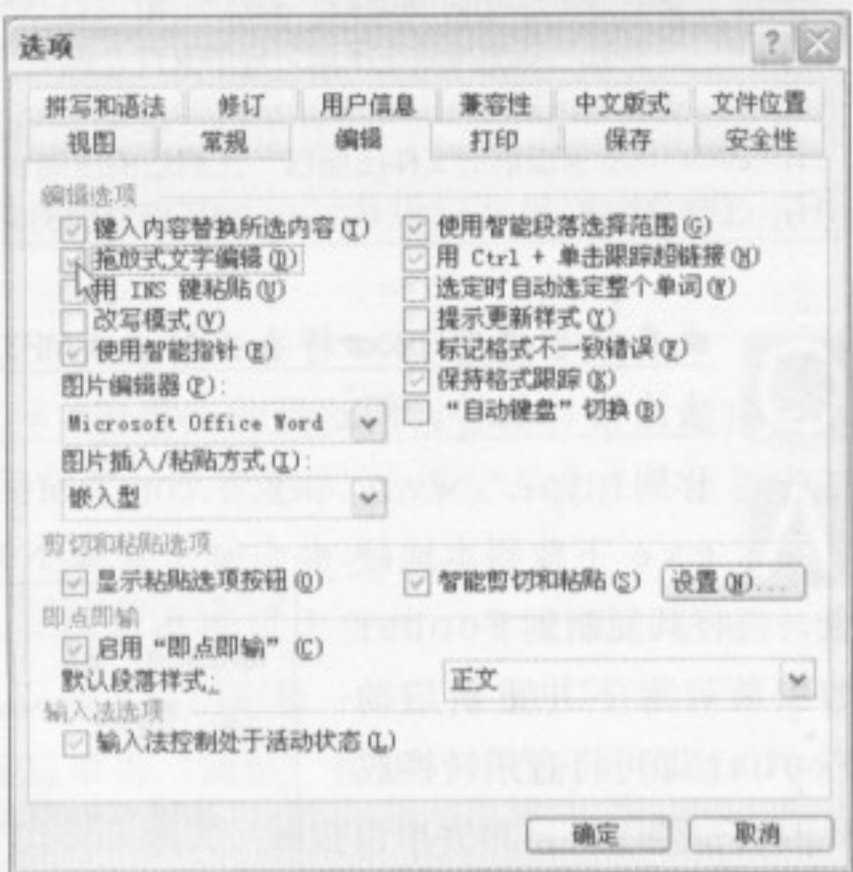 选项
拼写和语法 修订 用户信息 兼容性 中文版式 文件位置
视图 常规 编辑 打印 保存 安全性
编辑选项
键入内容替换所选内容(T)
拖放式文字编辑(D)
用 INS 键粘贴(U)
改写模式(V)
使用智能指针(E)
图片编辑器(P):
Microsoft Office Word
图片插入/粘贴方式(I):
嵌入型
使用智能段落选择范围(G)
用 Ctrl + 单击跟踪超链接(H)
选定时自动选定整个单词(W)
提示更新样式(Y)
标记格式不一致错误(F)
保持格式跟踪(K)
“自动键盘”切换(B)
剪切和粘贴选项
显示粘贴选项按钮(O) 智能剪切和粘贴(S) 设置(N)...
即点即输
启用“即点即输”(C)
默认段落样式: 正文
输入法选项
输入法控制处于活动状态(L)
确定 取消